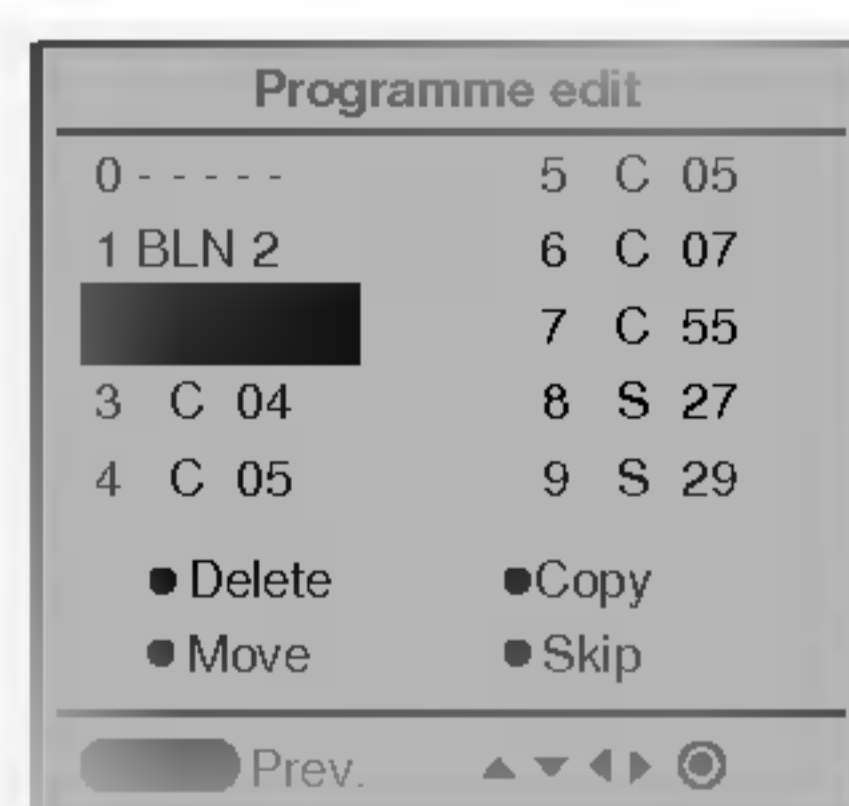 Programme edit
0 - - - - -
1 BLN 2
3 C 04
4 C 05
5 C 05
6 C 07
7 C 55
8 S 27
9 S 29
Delete
Copy
Move
Skip
Prev.